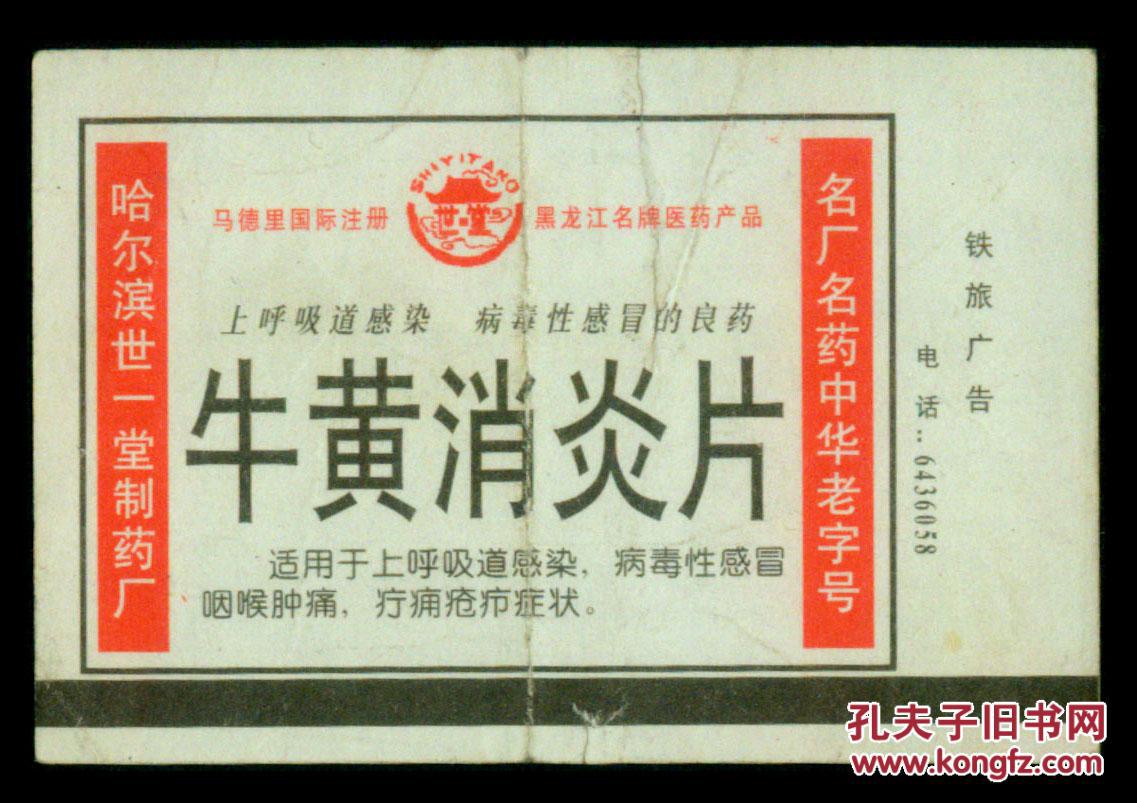 哈尔滨世一堂制药厂
马德里国际注册
SHIYITANG
世一堂
黑龙江名牌医药产品
上呼吸道感染 病毒性感冒的良药
牛黄消炎片
适用于上呼吸道感染，病毒性感冒
咽喉肿痛，疔痈疮疖症状。
名厂名药中华老字号
铁旅广告
电话：6436058
孔夫子旧书网
www.kongfz.com